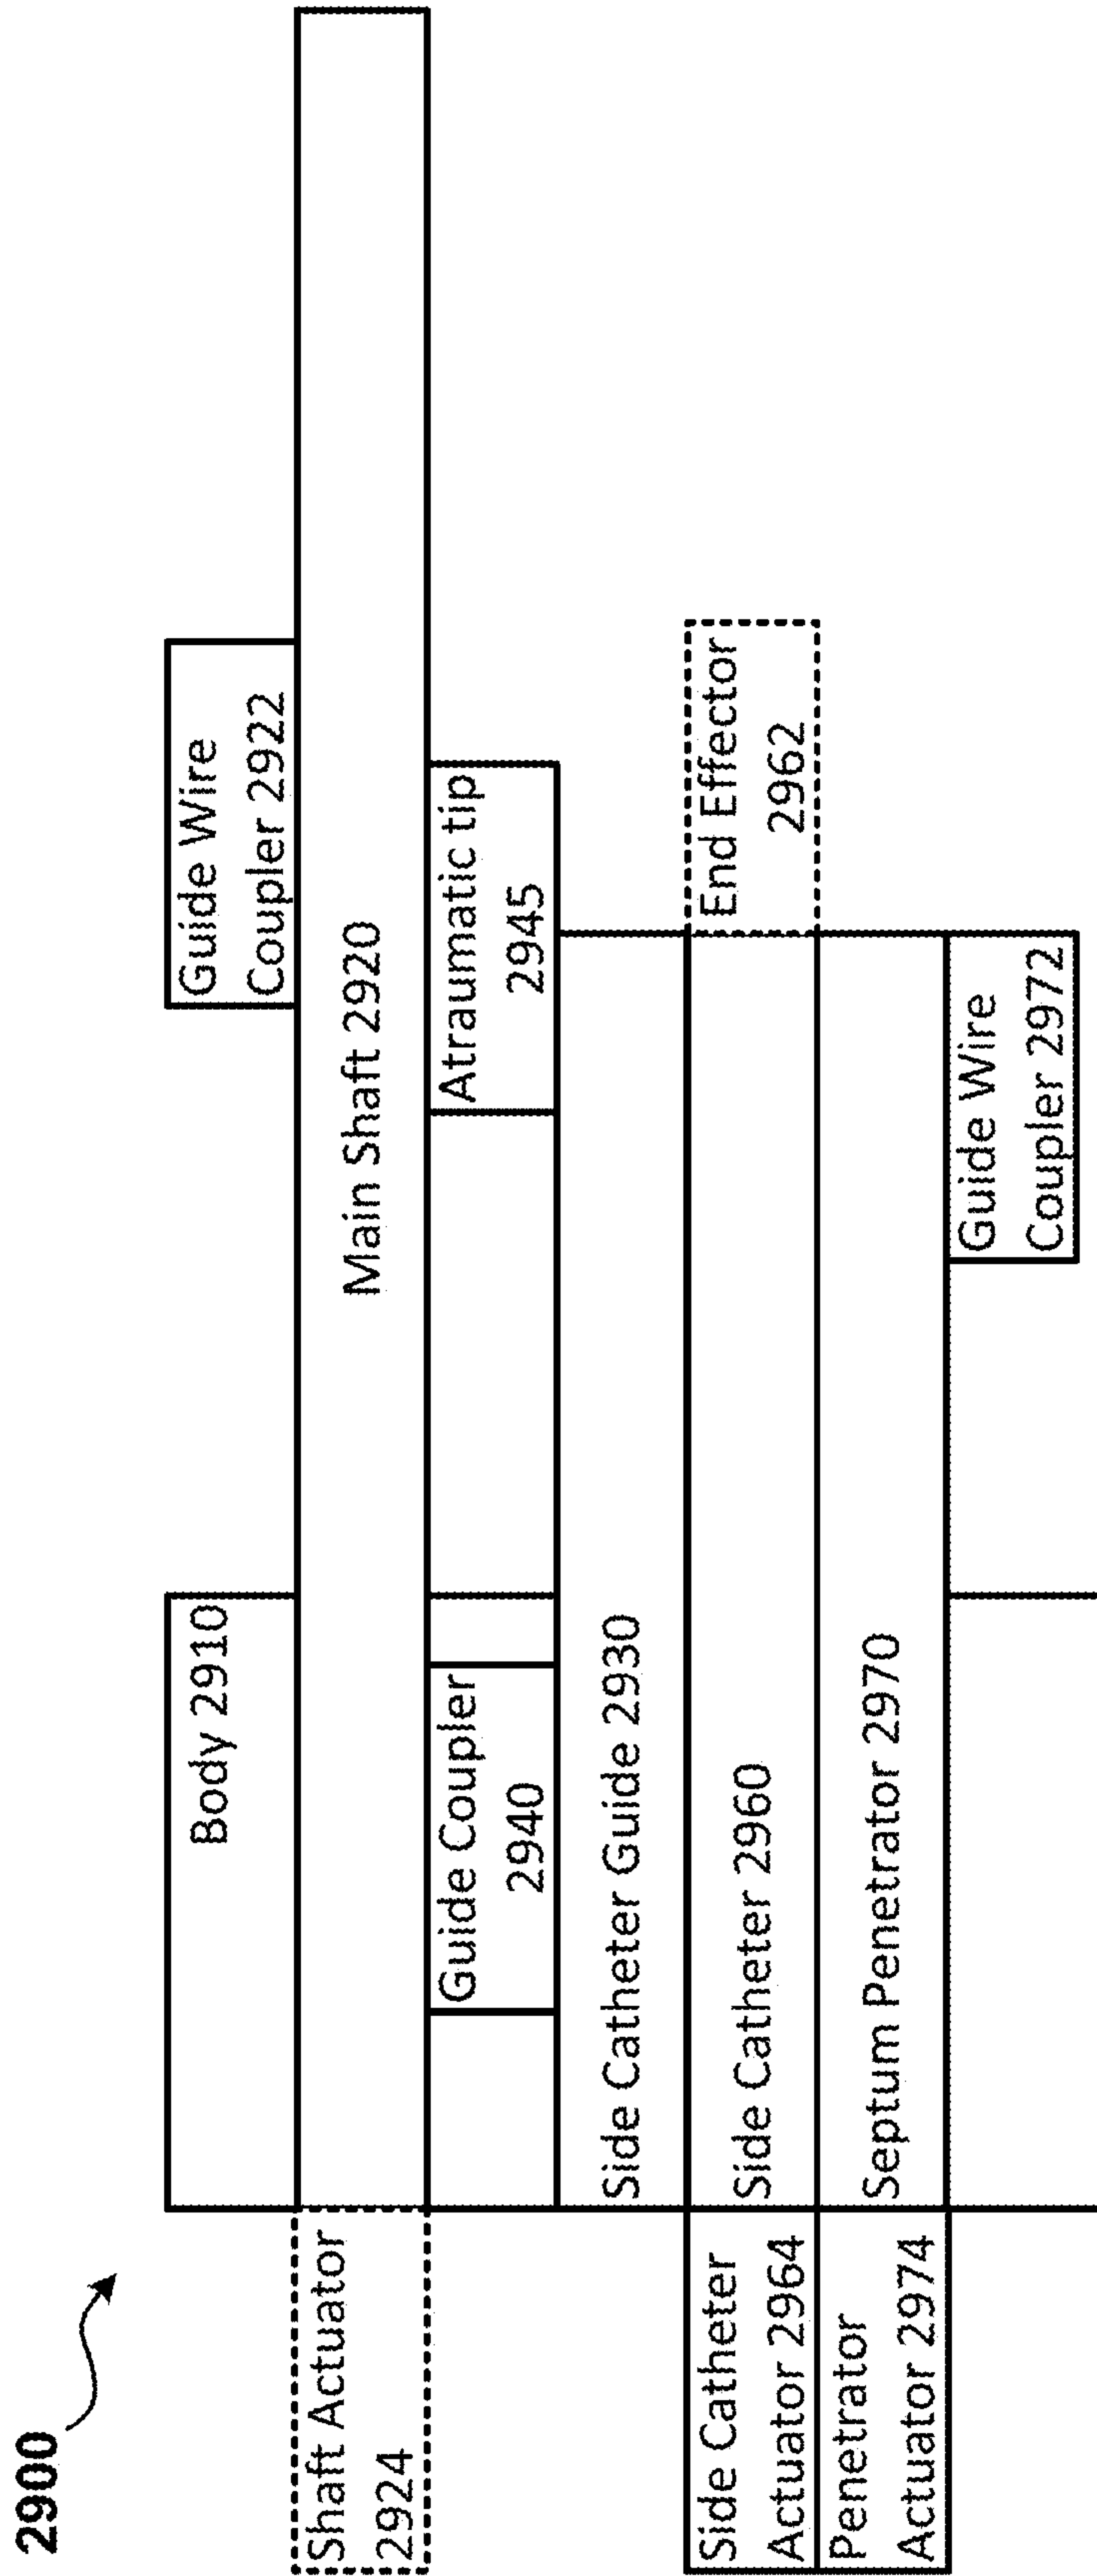 2900
Body 2910
Guide Wire
Coupler 2922
Shaft Actuator
2924
Main Shaft 2920
Guide Coupler
2940
Atraumatic tip
2945
Side Catheter Guide 2930
Side Catheter
Actuator 2964
Side Catheter 2960
End Effector
2962
Penetrator
Actuator 2974
Septum Penetrator 2970
Guide Wire
Coupler 2972